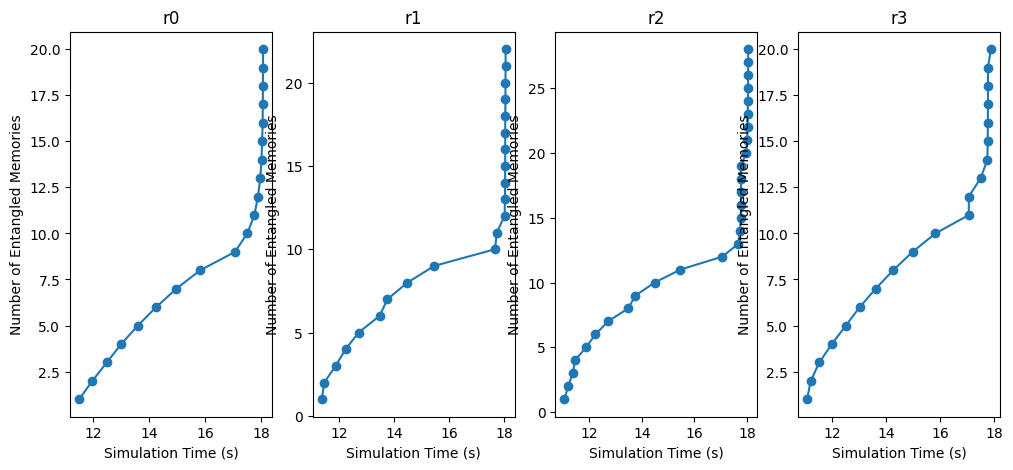 r0
r1
r2
r3
Number of Entangled Memories
20.0
17.5
15.0
12.5
10.0
7.5
5.0
2.5
12 14 16 18
Simulation Time (s)
Number of Entangled Memories
20
15
10
5
0
12 14 16 18
Simulation Time (s)
Number of Entangled Memories
25
20
15
10
5
0
12 14 16 18
Simulation Time (s)
Number of Entangled Memories
20.0
17.5
15.0
12.5
10.0
7.5
5.0
2.5
12 14 16 18
Simulation Time (s)